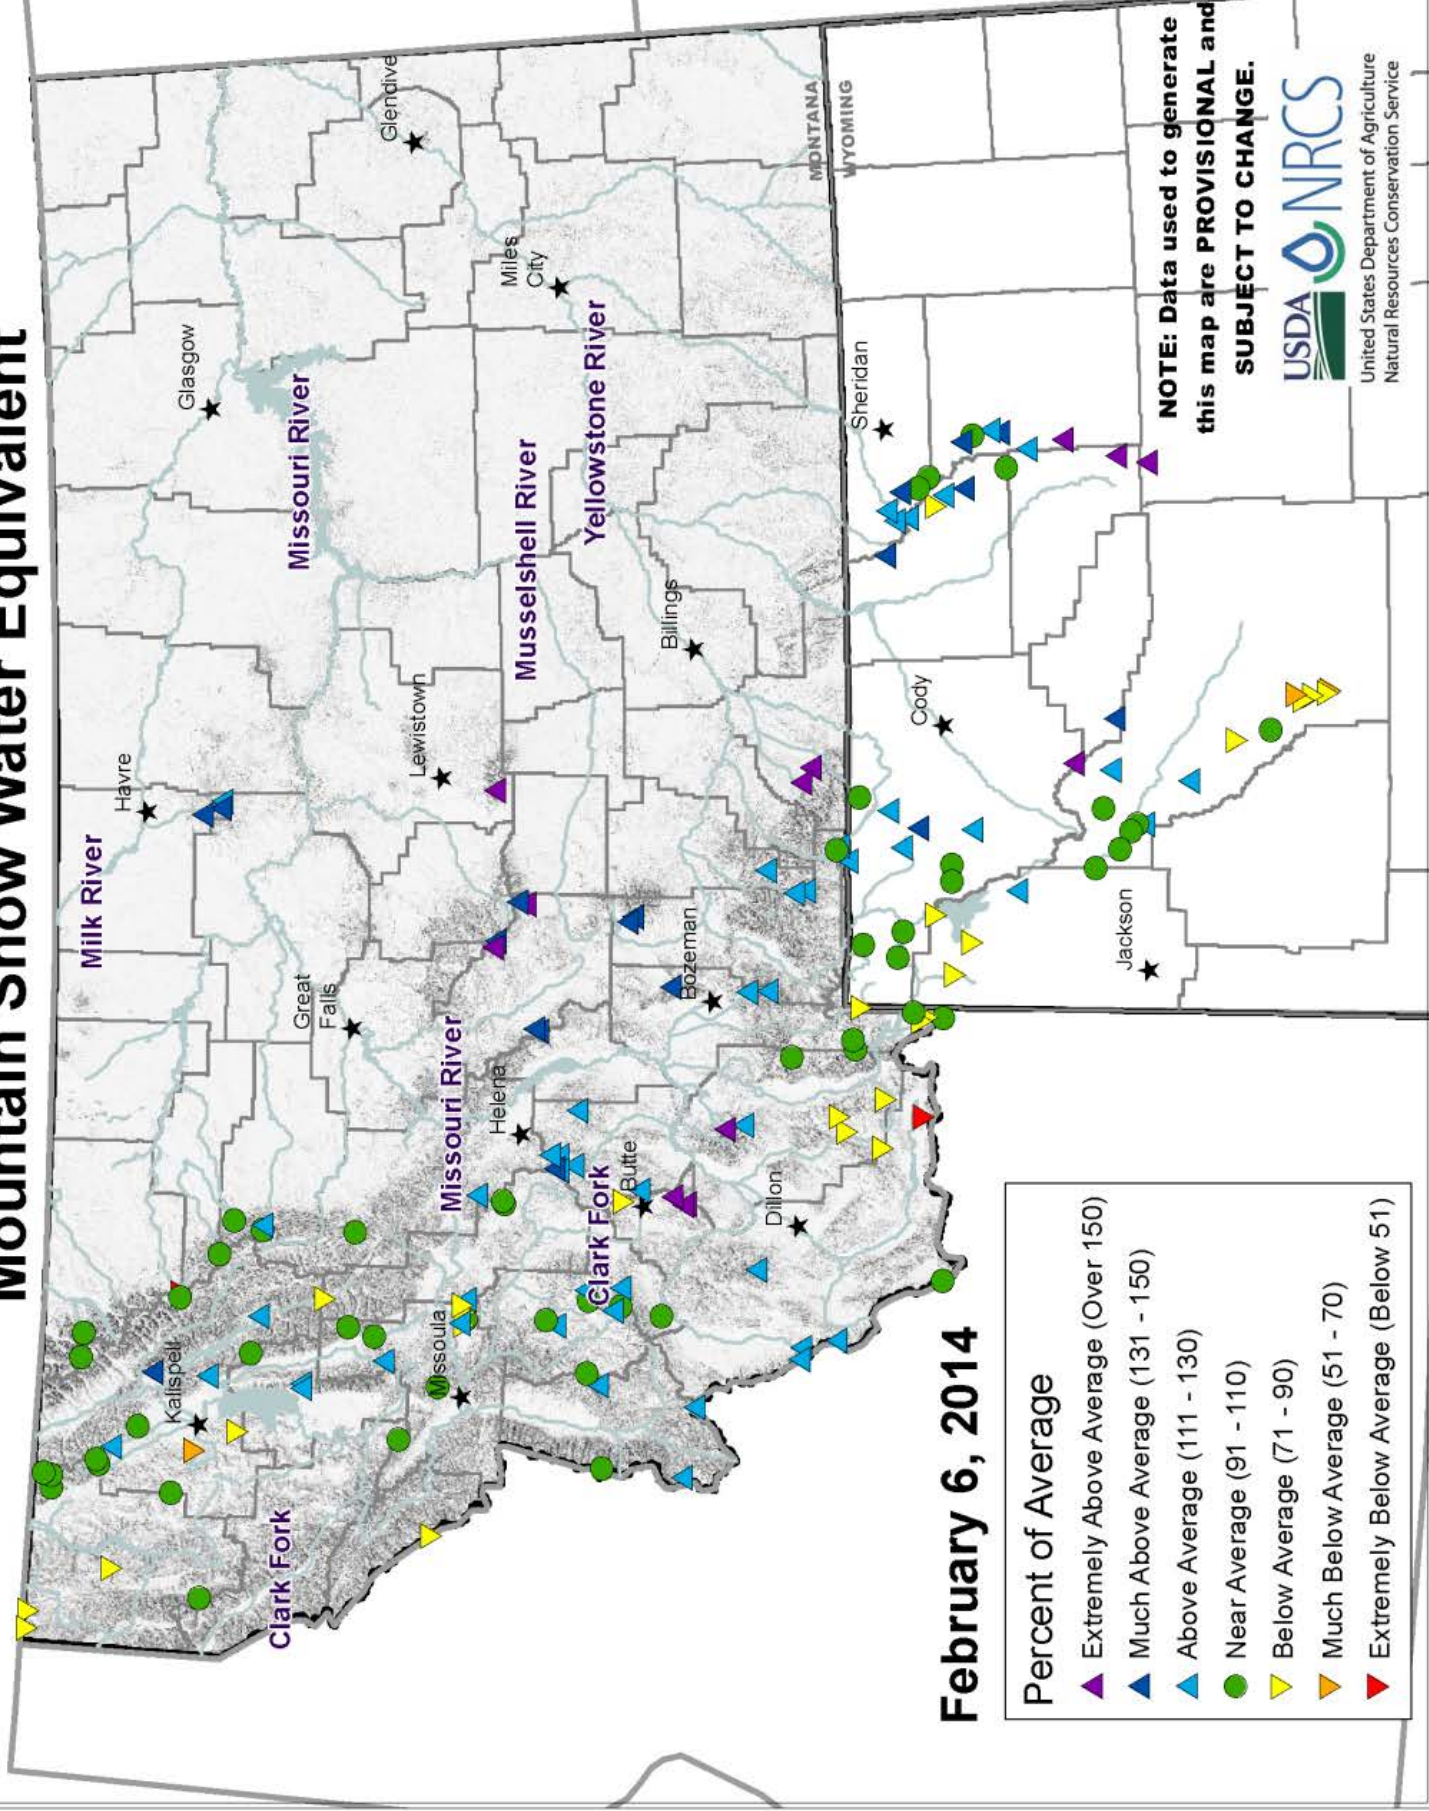 Mountain Snow Water Equivalent
Milk River
Havre
Glasgow
Kalispell
Great
Falls
Missouri River
Glendive
Lewistown
Clark Fork
Missoula
Missouri River
Helena
Musselshell River
Miles
City
Yellowstone River
Clark Fork
Butte
Bozeman
Billings
Dillon
MONTANA
WYOMING
Sheridan
Cody
Jackson
February 6, 2014
Percent of Average
Extremely Above Average (Over 150)
Much Above Average (131 - 150)
Above Average (111 - 130)
Near Average (91 - 110)
Below Average (71 - 90)
Much Below Average (51 - 70)
Extremely Below Average (Below 51)
NOTE: Data used to generate
this map are PROVISIONAL and
SUBJECT TO CHANGE.
USDA NRCS
United States Department of Agriculture
Natural Resources Conservation Service